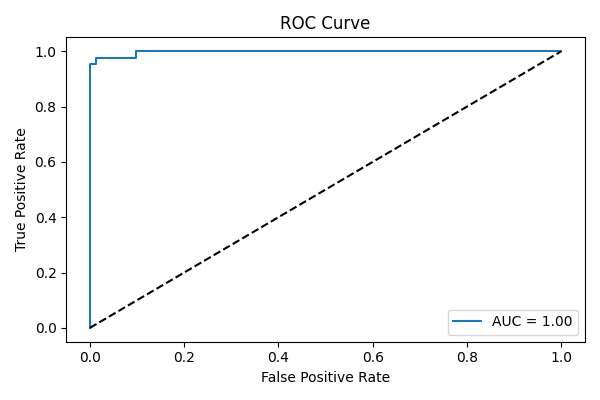 ROC Curve
True Positive Rate
1.0
0.8
0.6
0.4
0.2
0.0
AUC = 1.00
0.0 0.2 0.4 0.6 0.8 1.0
False Positive Rate